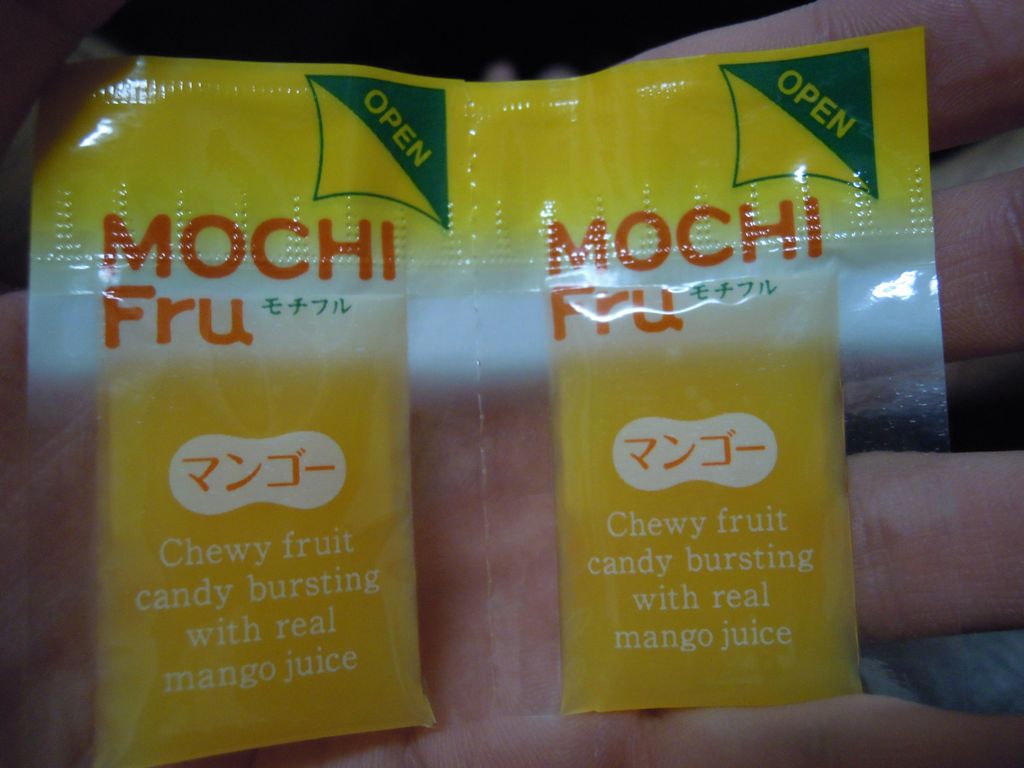 OPEN
MOCHI
Fru モチフル
マンゴー
Chewy fruit
candy bursting
with real
mango juice
OPEN
MOCHI
Fru モチフル
マンゴー
Chewy fruit
candy bursting
with real
mango juice